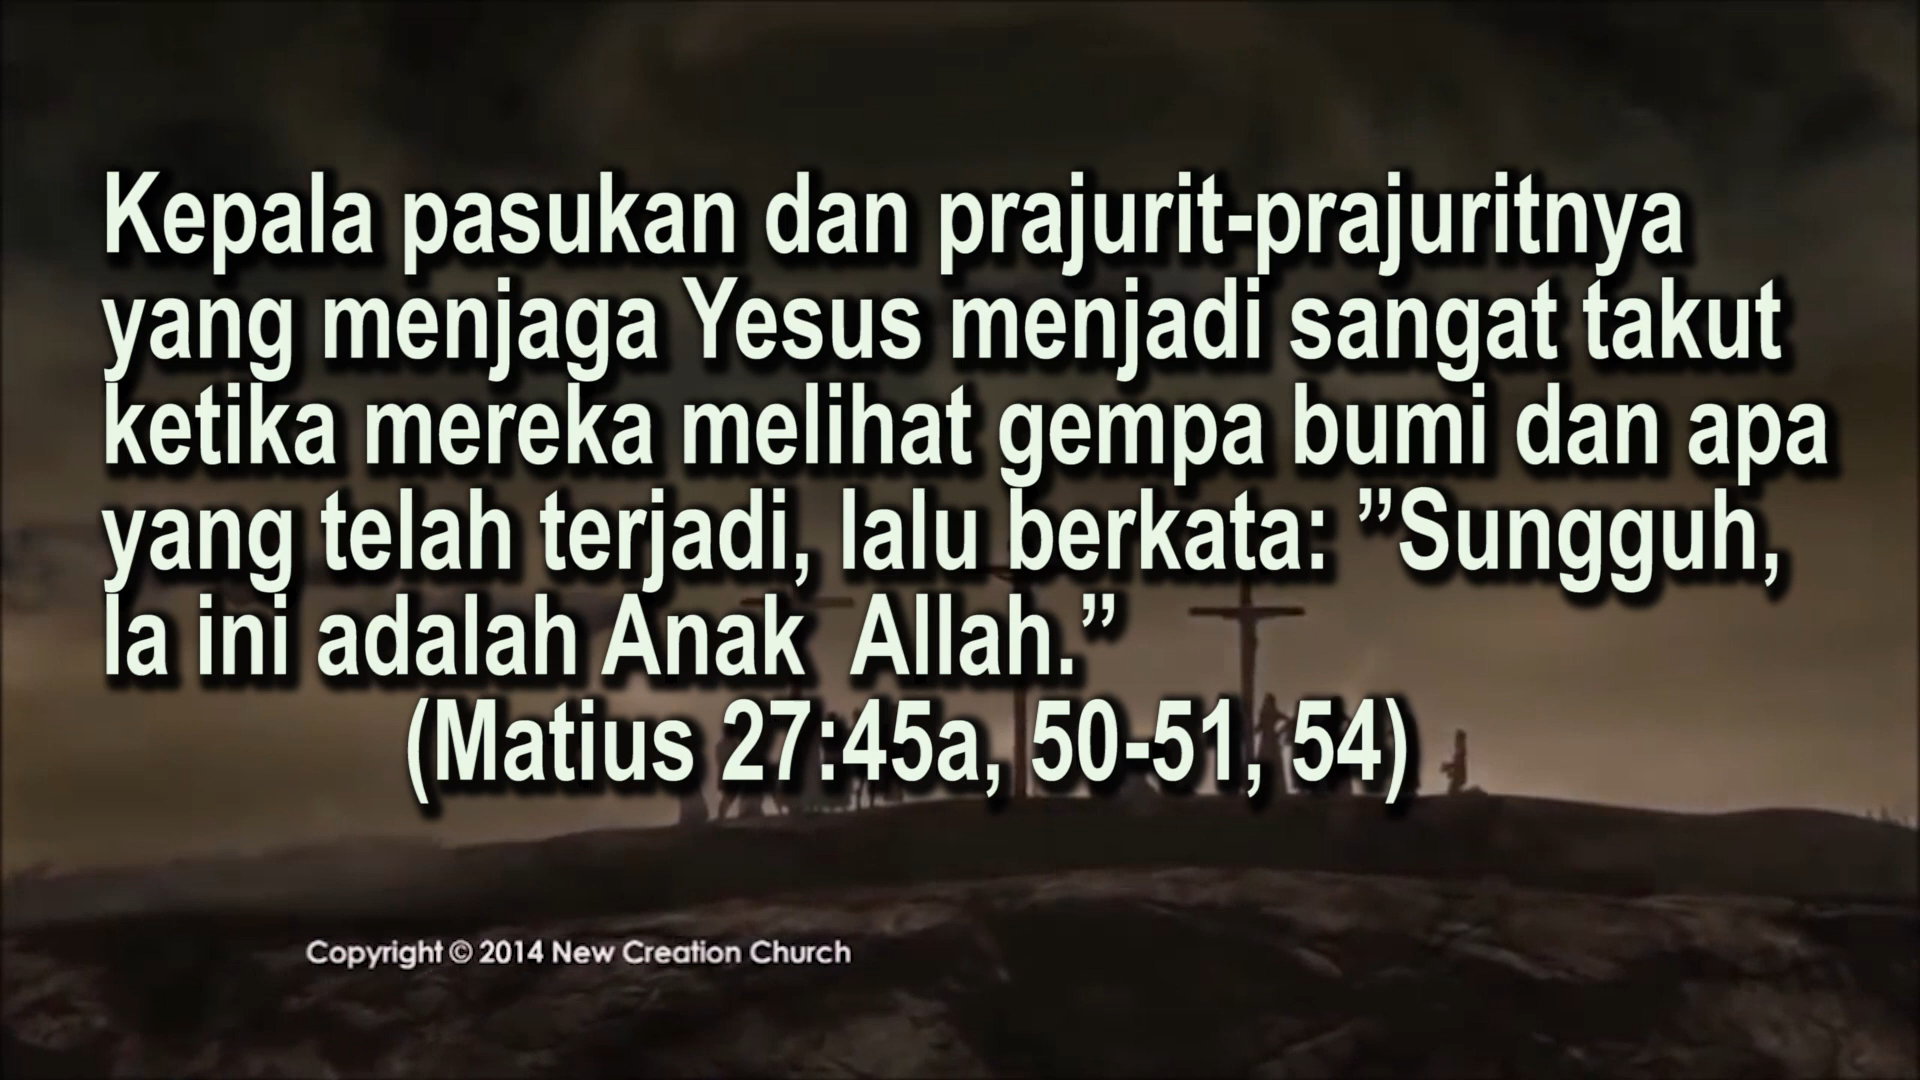 Kepala pasukan dan prajurit-prajuritnya
yang menjaga Yesus menjadi sangat takut
ketika mereka melihat gempa bumi dan apa
yang telah terjadi, lalu berkata: ”Sungguh,
Ia ini adalah Anak  Allah.”
(Matius 27:45a, 50-51, 54)
Copyright © 2014 New Creation Church